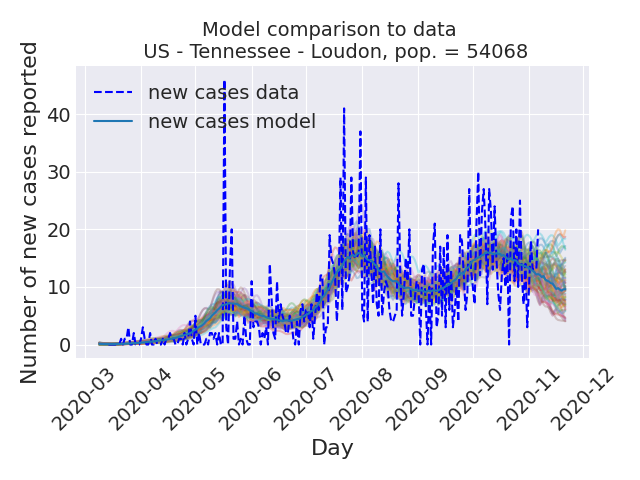 Model comparison to data
US - Tennessee - Loudon, pop. = 54068
new cases data
new cases model
Number of new cases reported
40
30
20
10
0
2020-03
2020-04
2020-05
2020-06
2020-07
2020-08
2020-09
2020-10
2020-11
2020-12
Day